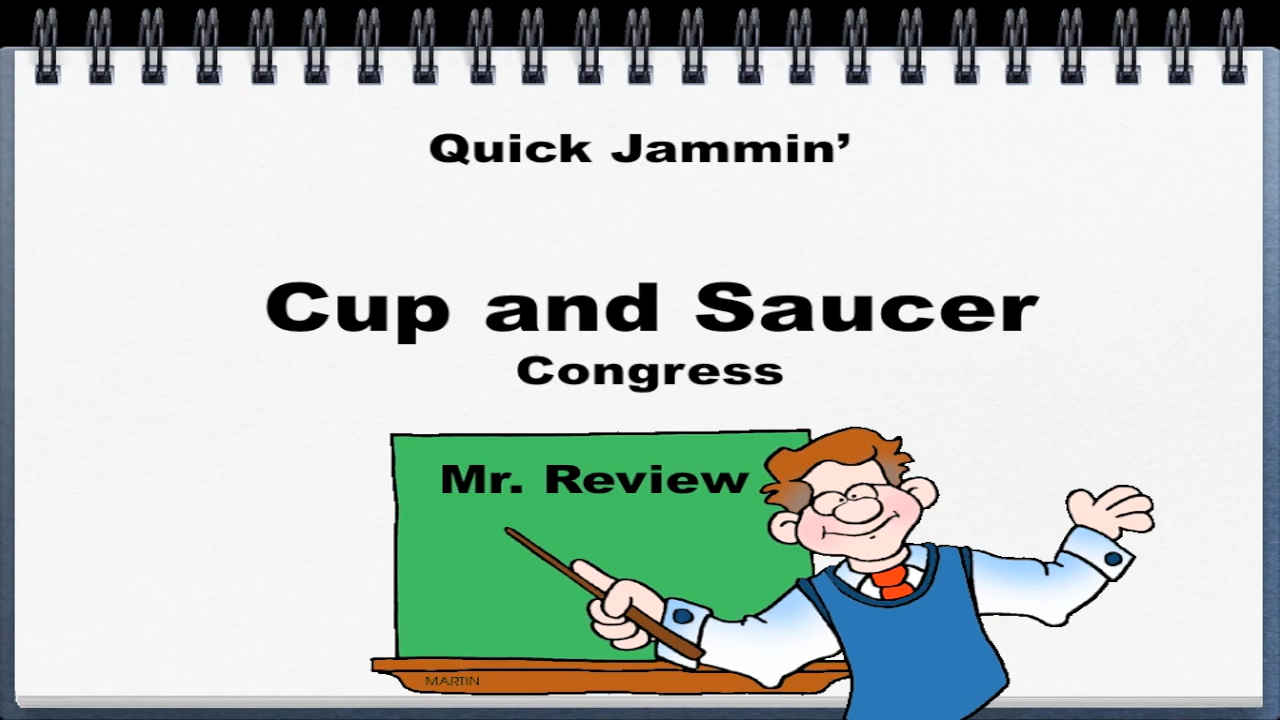 Quick Jammin’
Cup and Saucer
Congress
Mr. Review
MARTIN